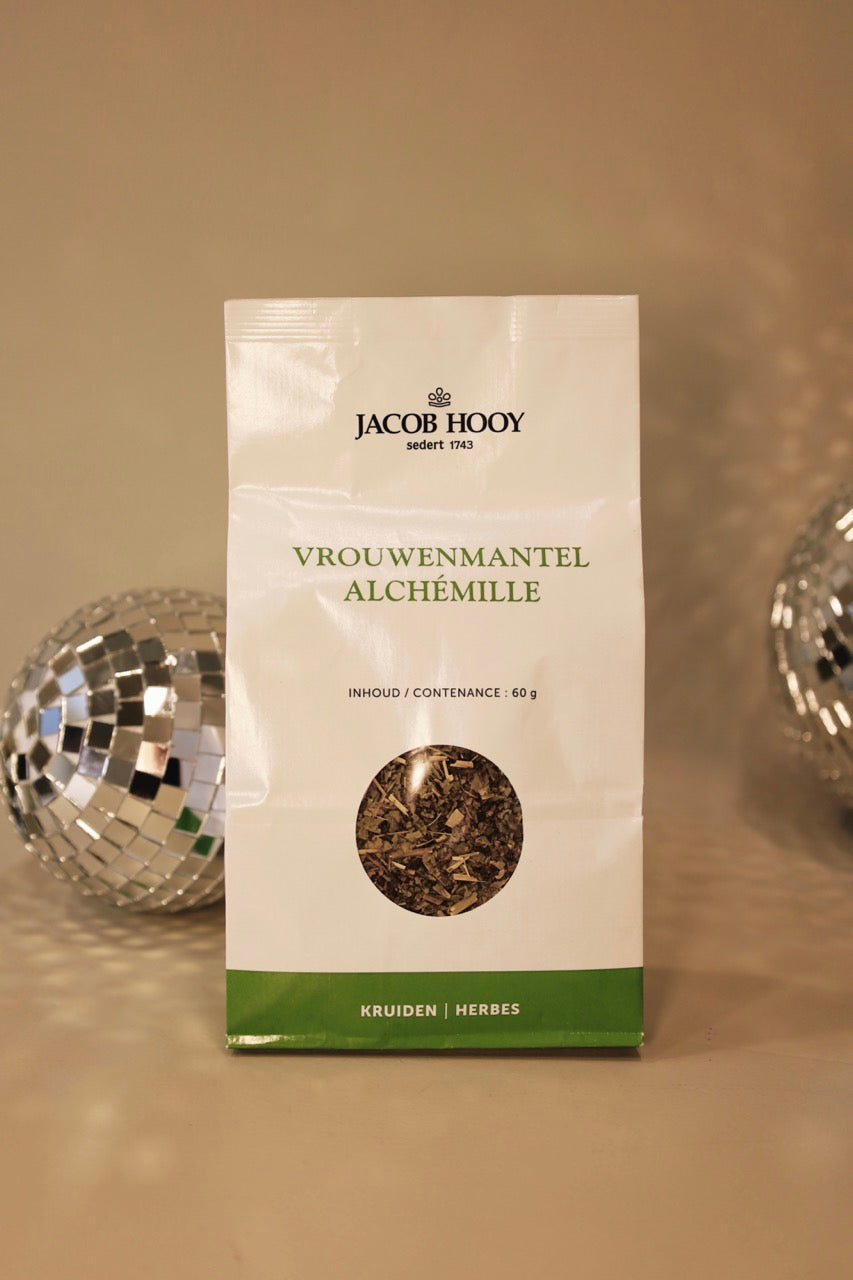 JACOB HOOY
sedert 1743
VROUWENMANTEL
ALCHÉMILLE
INHOUD / CONTENANCE : 60 g
KRUIDEN | HERBES